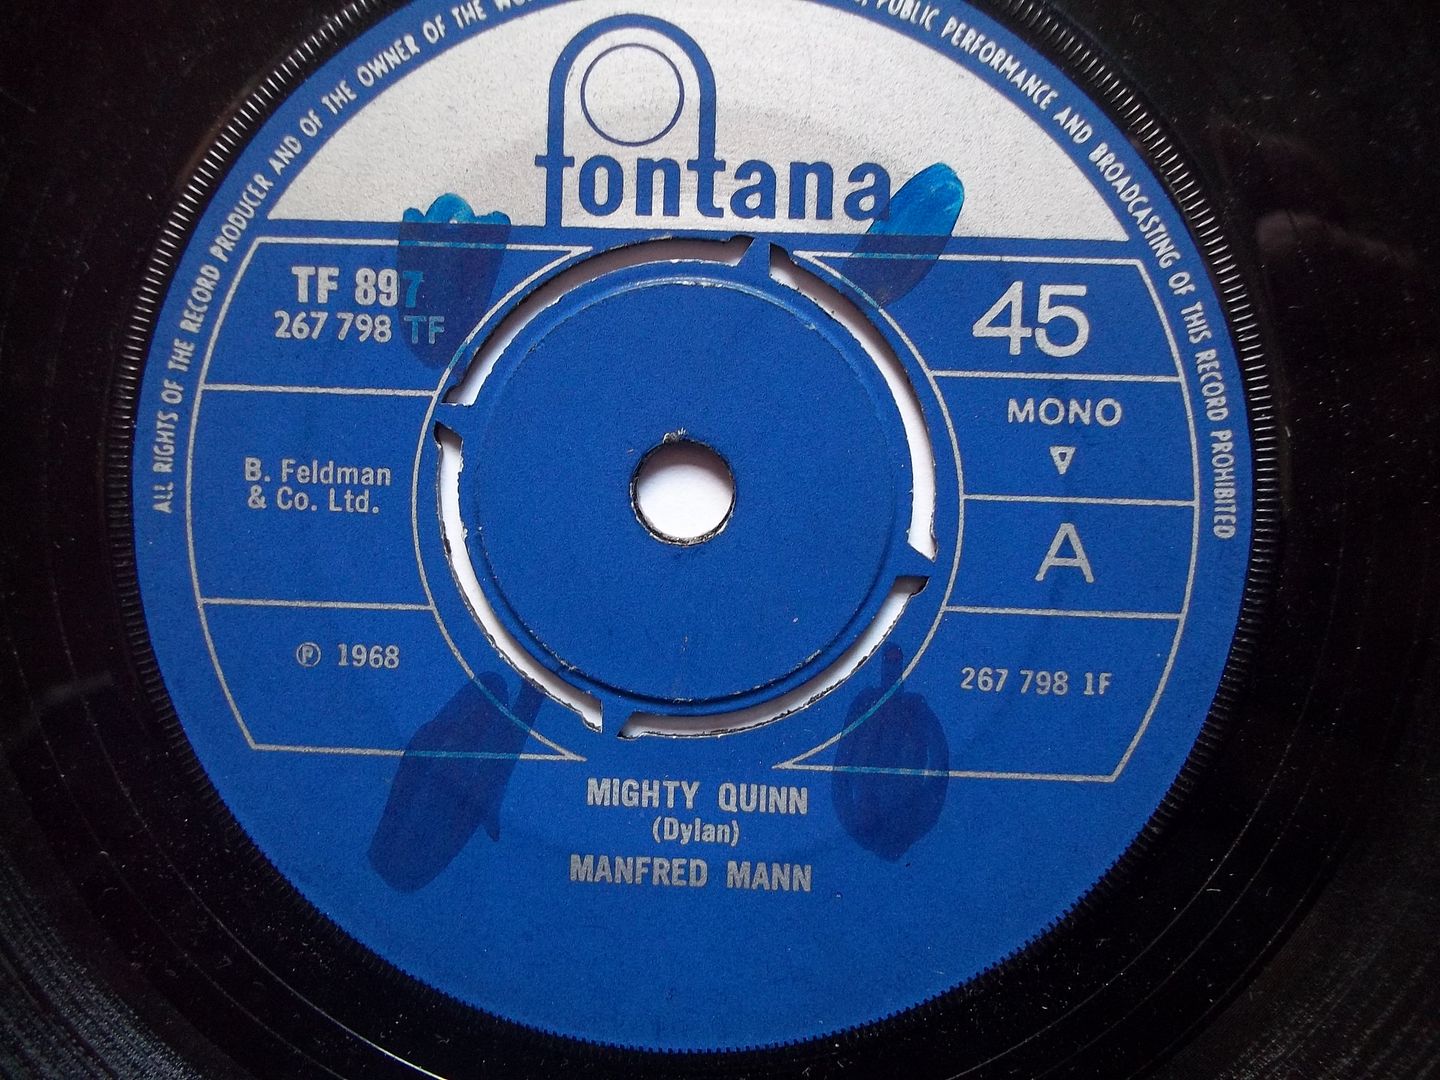 ALL RIGHTS OF THE RECORD PRODUCER AND OF THE OWNER OF THE
PUBLIC PERFORMANCE AND BROADCASTING OF THIS RECORD PROHIBITED
fontana
TF 897
267 798 TF
45
MONO
B. Feldman
& Co. Ltd.
A
Ⓟ 1968
267 798 1F
MIGHTY QUINN
(Dylan)
MANFRED MANN